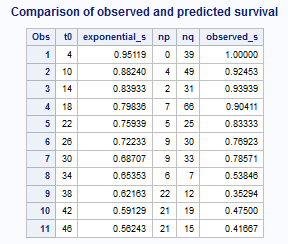 Comparison of observed and predicted survival
Obs t0 exponential_s np nq observed_s
1 4 0.95119 0 39 1.00000
2 10 0.88240 4 49 0.92453
3 14 0.83933 2 31 0.93939
4 18 0.79836 7 66 0.90411
5 22 0.75939 5 25 0.83333
6 26 0.72233 9 30 0.76923
7 30 0.68707 9 33 0.78571
8 34 0.65353 6 7 0.53846
9 38 0.62163 22 12 0.35294
10 42 0.59129 21 19 0.47500
11 46 0.56243 21 15 0.41667